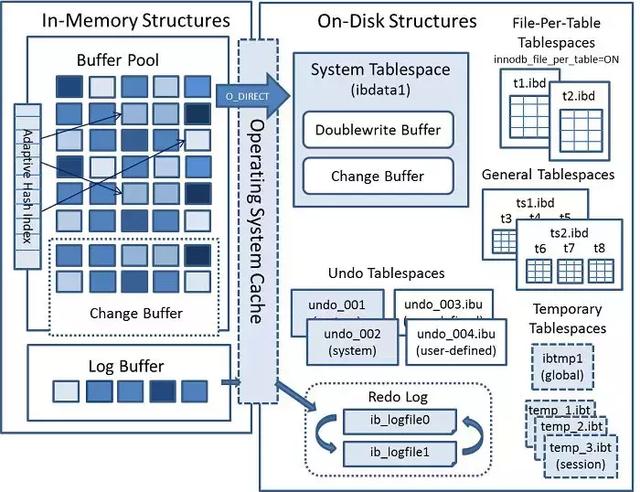 In-Memory Structures
Buffer Pool
Adaptive Hash Index
Change Buffer
Log Buffer
O_DIRECT
Operating System Cache
On-Disk Structures
System Tablespace
(ibdata1)
Doublewrite Buffer
Change Buffer
File-Per-Table
Tablespaces
innodb_file_per_table=ON
t1.ibd
t2.ibd
General Tablespaces
ts1.ibd
t3 t4 t5
ts2.ibd
t6 t7 t8
Undo Tablespaces
undo_001
undo_002
(system)
undo_003.ibu
undo_004.ibu
(user-defined)
Temporary
Tablespaces
ibtmp1
(global)
temp_1.ibt
temp_2.ibt
temp_3.ibt
(session)
Redo Log
ib_logfile0
ib_logfile1